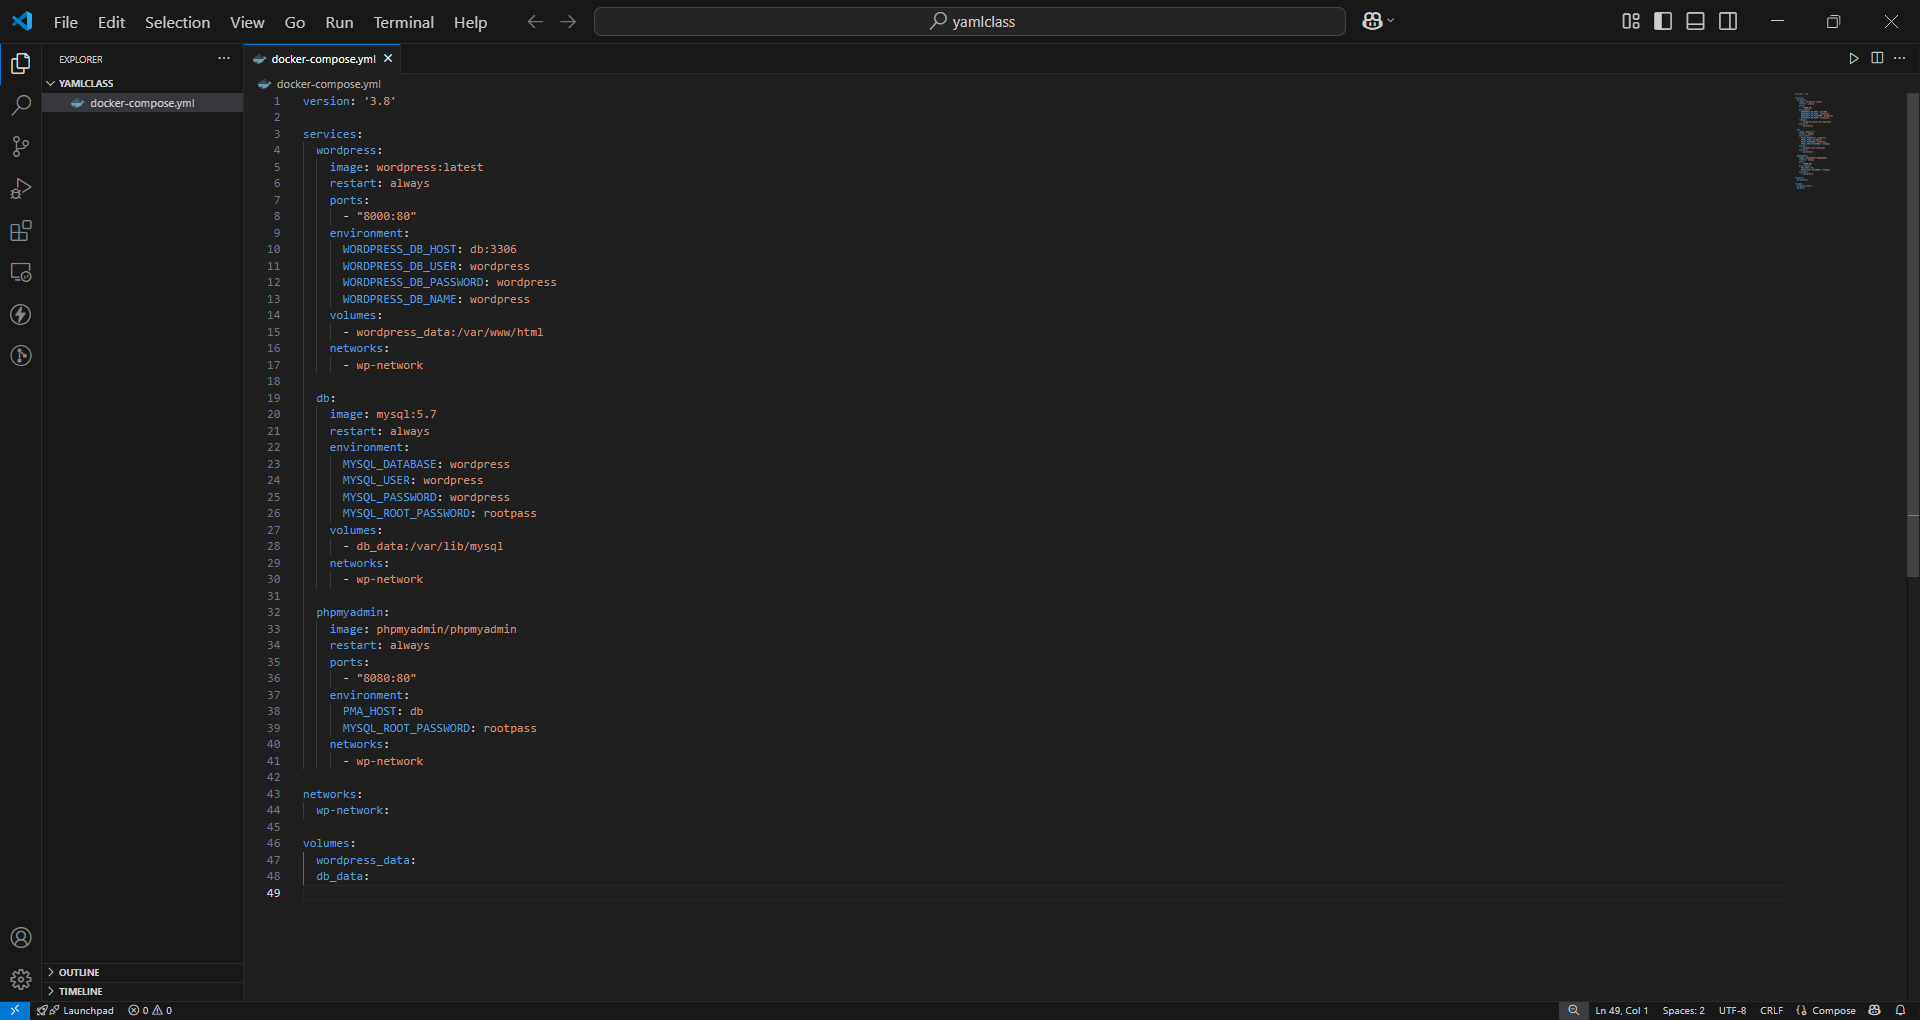 File Edit Selection View Go Run Terminal Help
yamlclass
EXPLORER
YAMLCLASS
docker-compose.yml
OUTLINE
TIMELINE
docker-compose.yml
docker-compose.yml
1 version: '3.8'
2
3 services:
4 wordpress:
5 image: wordpress:latest
6 restart: always
7 ports:
8 - "8000:80"
9 environment:
10 WORDPRESS_DB_HOST: db:3306
11 WORDPRESS_DB_USER: wordpress
12 WORDPRESS_DB_PASSWORD: wordpress
13 WORDPRESS_DB_NAME: wordpress
14 volumes:
15 - wordpress_data:/var/www/html
16 networks:
17 - wp-network
18
19 db:
20 image: mysql:5.7
21 restart: always
22 environment:
23 MYSQL_DATABASE: wordpress
24 MYSQL_USER: wordpress
25 MYSQL_PASSWORD: wordpress
26 MYSQL_ROOT_PASSWORD: rootpass
27 volumes:
28 - db_data:/var/lib/mysql
29 networks:
30 - wp-network
31
32 phpmyadmin:
33 image: phpmyadmin/phpmyadmin
34 restart: always
35 ports:
36 - "8080:80"
37 environment:
38 PMA_HOST: db
39 MYSQL_ROOT_PASSWORD: rootpass
40 networks:
41 - wp-network
42
43 networks:
44 wp-network:
45
46 volumes:
47 wordpress_data:
48 db_data:
49
Launchpad 0 0 Ln 49, Col 1 Spaces: 2 UTF-8 CRLF Compose